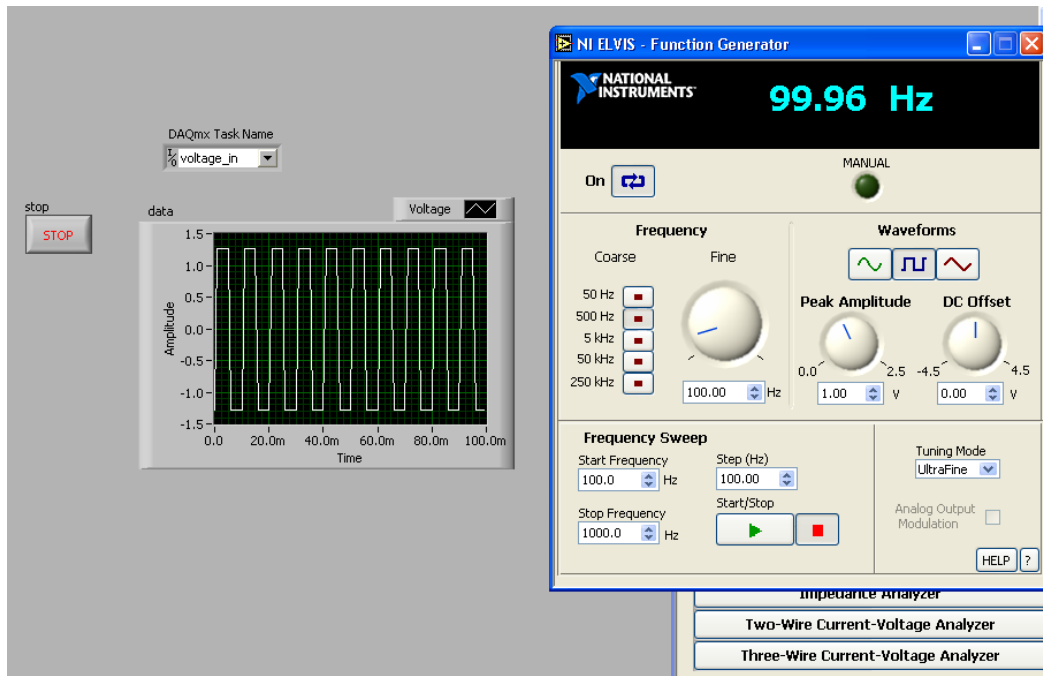 DAQmx Task Name
I/O voltage_in
stop
STOP
data
Voltage
Amplitude
1.5
1.0
0.5
0.0
-0.5
-1.0
-1.5
0.0 20.0m 40.0m 60.0m 80.0m 100.0m
Time
NI ELVIS - Function Generator
NATIONAL
INSTRUMENTS™
99.96 Hz
On
MANUAL
Frequency
Coarse Fine
50 Hz
500 Hz
5 kHz
50 kHz
250 kHz
100.00 Hz
Waveforms
Peak Amplitude DC Offset
0.0 2.5 -4.5 4.5
1.00 V 0.00 V
Frequency Sweep
Start Frequency Step (Hz)
100.0 Hz 100.00
Stop Frequency Start/Stop
1000.0 Hz
Tuning Mode
UltraFine
Analog Output
Modulation
HELP ?
Impedance Analyzer
Two-Wire Current-Voltage Analyzer
Three-Wire Current-Voltage Analyzer